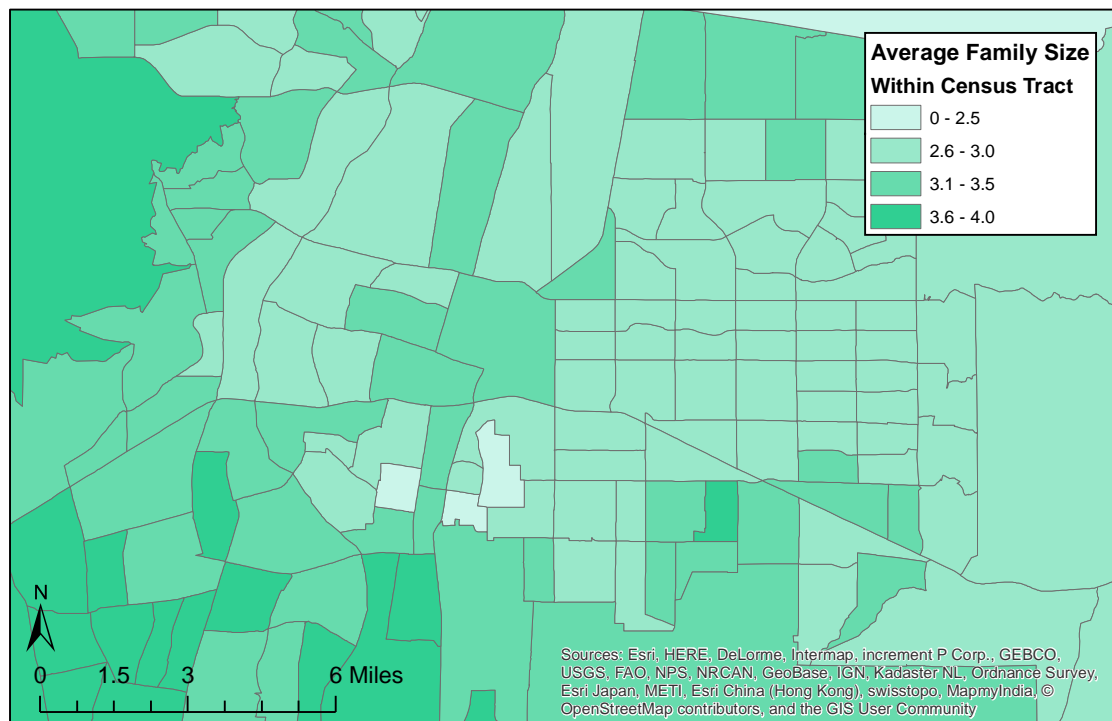 Average Family Size
Within Census Tract
0 - 2.5
2.6 - 3.0
3.1 - 3.5
3.6 - 4.0
N
0 1.5 3 6 Miles
Sources: Esri, HERE, DeLorme, Intermap, increment P Corp., GEBCO,
USGS, FAO, NPS, NRCAN, GeoBase, IGN, Kadaster NL, Ordnance Survey,
Esri Japan, METI, Esri China (Hong Kong), swisstopo, MapmyIndia, ©
OpenStreetMap contributors, and the GIS User Community